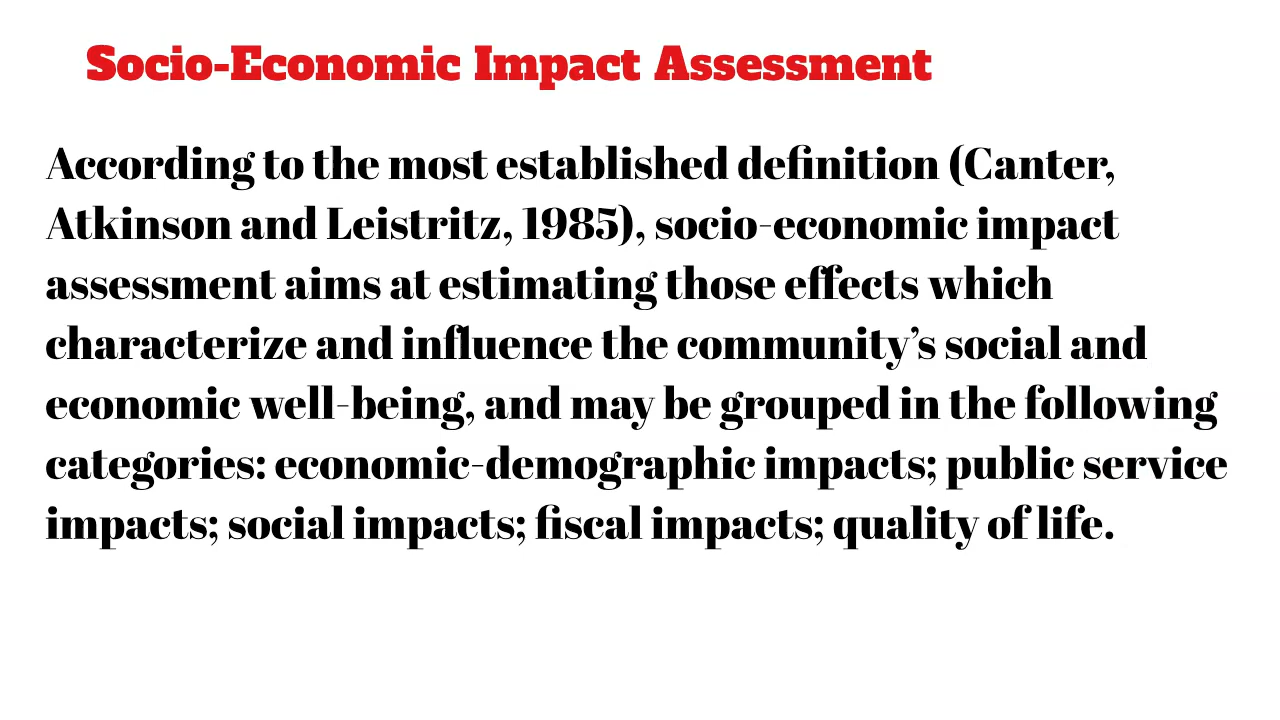 Socio-Economic Impact Assessment
According to the most established definition (Canter,
Atkinson and Leistritz, 1985), socio-economic impact
assessment aims at estimating those effects which
characterize and influence the community’s social and
economic well-being, and may be grouped in the following
categories: economic-demographic impacts; public service
impacts; social impacts; fiscal impacts; quality of life.